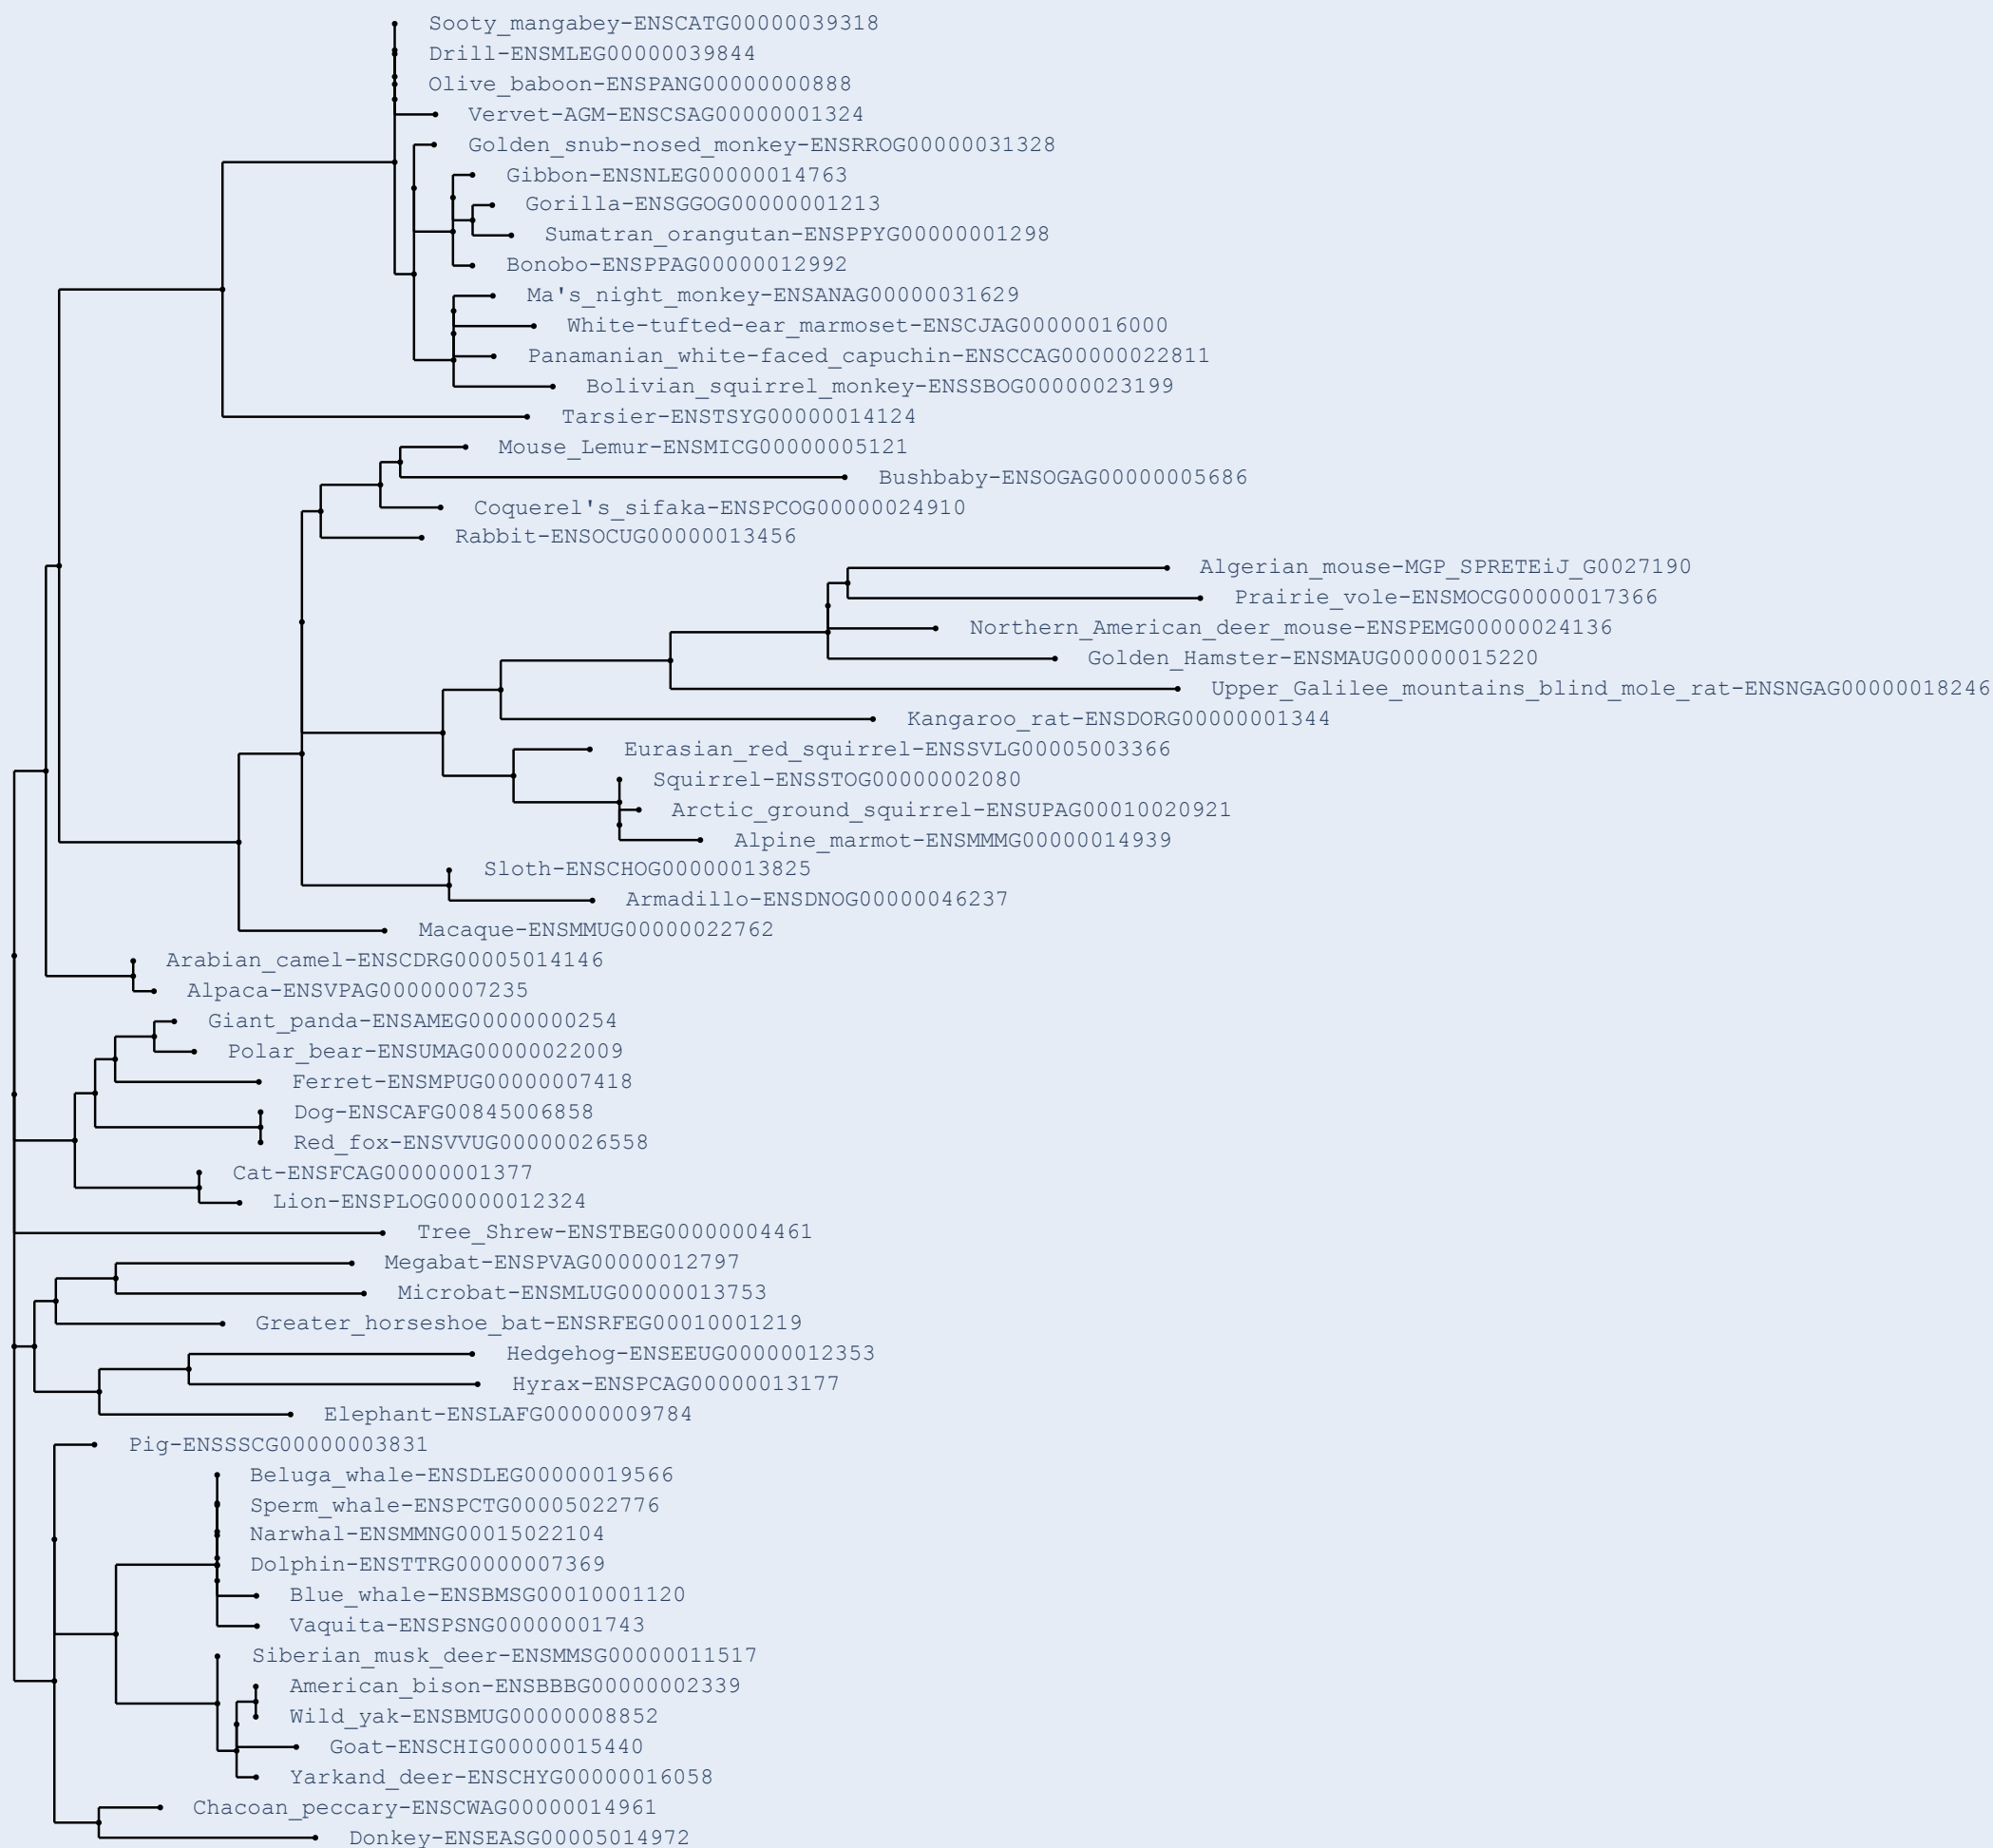 Sooty_mangabey-ENSCATG00000039318
Drill-ENSMLEG00000039844
Olive_baboon-ENSPANG00000000888
Vervet-AGM-ENSCSAG00000001324
Golden_snub-nosed_monkey-ENSRROG00000031328
Gibbon-ENSNLEG00000014763
Gorilla-ENSGGOG00000001213
Sumatran_orangutan-ENSPPYG00000001298
Bonobo-ENSPPAG00000012992
Ma's_night_monkey-ENSANAG00000031629
White-tufted-ear_marmoset-ENSCJAG00000016000
Panamanian_white-faced_capuchin-ENSCCAG00000022811
Bolivian_squirrel_monkey-ENSSBOG00000023199
Tarsier-ENSTSYG00000014124
Mouse_Lemur-ENSMICG00000005121
Bushbaby-ENSOGAG00000005686
Coquerel's_sifaka-ENSPCOG00000024910
Rabbit-ENSOCUG00000013456
Algerian_mouse-MGP_SPRETEiJ_G0027190
Prairie_vole-ENSMOCG00000017366
Northern_American_deer_mouse-ENSPEMG00000024136
Golden_Hamster-ENSMAUG00000015220
Upper_Galilee_mountains_blind_mole_rat-ENSNGAG00000018246
Kangaroo_rat-ENSDORG00000001344
Eurasian_red_squirrel-ENSSVLG00005003366
Squirrel-ENSSTOG00000002080
Arctic_ground_squirrel-ENSUPAG00010020921
Alpine_marmot-ENSMMMG00000014939
Sloth-ENSCHOG00000013825
Armadillo-ENSDNOG00000046237
Macaque-ENSMMUG00000022762
Arabian_camel-ENSCDRG00005014146
Alpaca-ENSVPAG00000007235
Giant_panda-ENSAMEG00000000254
Polar_bear-ENSUMAG00000022009
Ferret-ENSMPUG00000007418
Dog-ENSCAFG00845006858
Red_fox-ENSVVUG00000026558
Cat-ENSFCAG00000001377
Lion-ENSPLOG00000012324
Tree_Shrew-ENSTBEG00000004461
Megabat-ENSPVAG00000012797
Microbat-ENSMLUG00000013753
Greater_horseshoe_bat-ENSRFEG00010001219
Hedgehog-ENSEEUG00000012353
Hyrax-ENSPCAG00000013177
Elephant-ENSLAFG00000009784
Pig-ENSSSCG00000003831
Beluga_whale-ENSDLEG00000019566
Sperm_whale-ENSPCTG00005022776
Narwhal-ENSMMNG00015022104
Dolphin-ENSTTRG00000007369
Blue_whale-ENSBMSG00010001120
Vaquita-ENSPSNG00000001743
Siberian_musk_deer-ENSMMSG00000011517
American_bison-ENSBBBG00000002339
Wild_yak-ENSBMUG00000008852
Goat-ENSCHIG00000015440
Yarkand_deer-ENSCHYG00000016058
Chacoan_peccary-ENSCWAG00000014961
Donkey-ENSEASG00005014972